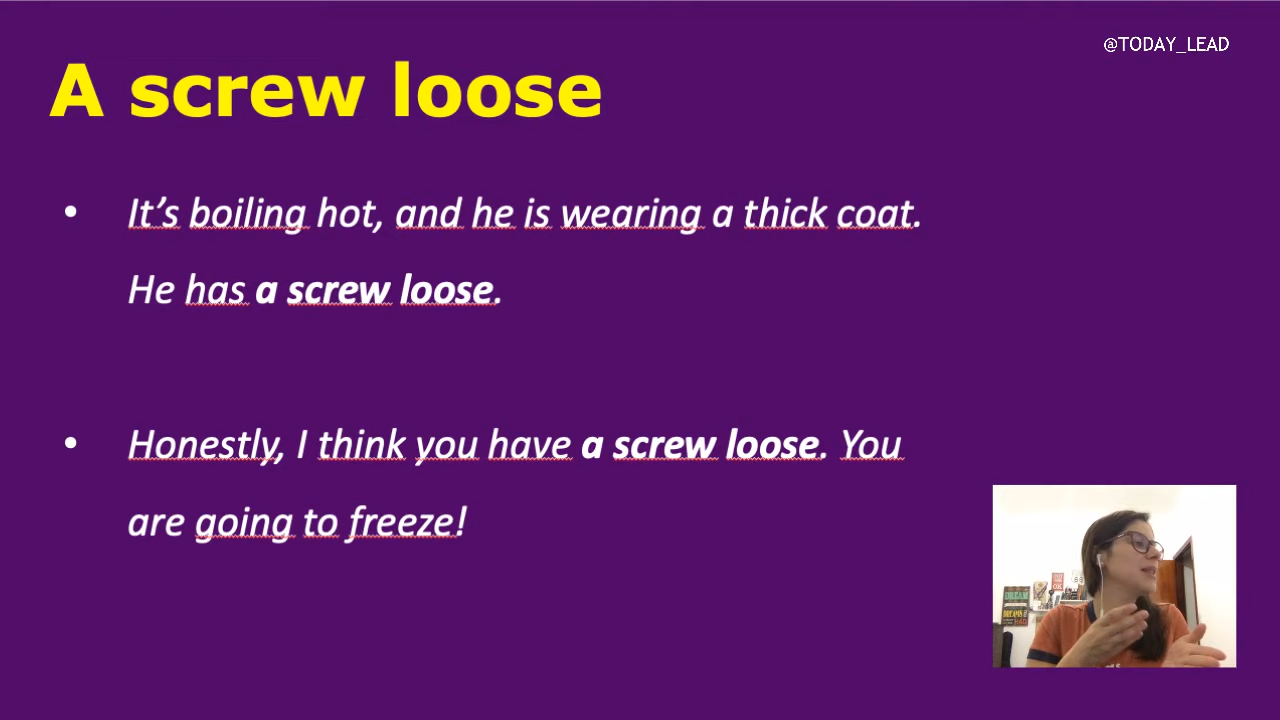 @TODAY_LEAD
A screw loose
• It’s boiling hot, and he is wearing a thick coat.
He has a screw loose.
• Honestly, I think you have a screw loose. You
are going to freeze!
DREAM